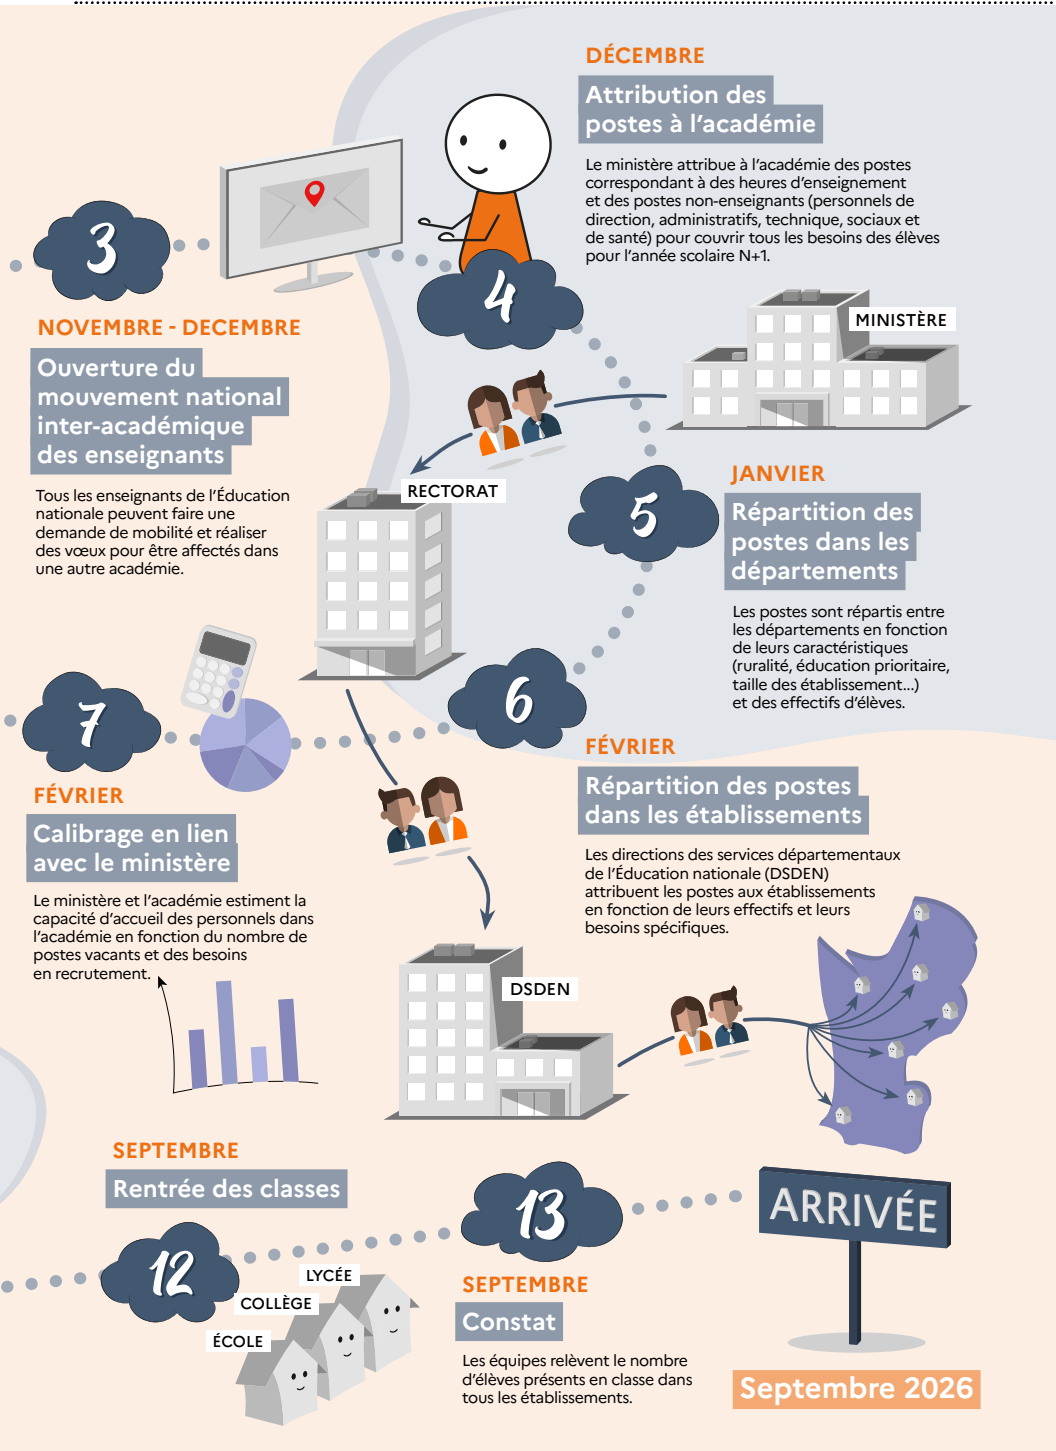 DÉCEMBRE
Attribution des
postes à l'académie
Le ministère attribue à l'académie des postes
correspondant à des heures d'enseignement
et des postes non-enseignants (personnels de
direction, administratifs, technique, sociaux et
de santé) pour couvrir tous les besoins des élèves
pour l'année scolaire N+1.
3
4
NOVEMBRE - DECEMBRE
Ouverture du
mouvement national
inter-académique
des enseignants
Tous les enseignants de l'Éducation
nationale peuvent faire une
demande de mobilité et réaliser
des vœux pour être affectés dans
une autre académie.
MINISTÈRE
RECTORAT
5
JANVIER
Répartition des
postes dans les
départements
Les postes sont répartis entre
les départements en fonction
de leurs caractéristiques
(ruralité, éducation prioritaire,
taille des établissement...)
et des effectifs d'élèves.
6
FÉVRIER
Répartition des postes
dans les établissements
Les directions des services départementaux
de l'Éducation nationale (DSDEN)
attribuent les postes aux établissements
en fonction de leurs effectifs et leurs
besoins spécifiques.
7
FÉVRIER
Calibrage en lien
avec le ministère
Le ministère et l'académie estiment la
capacité d'accueil des personnels dans
l'académie en fonction du nombre de
postes vacants et des besoins
en recrutement.
DSDEN
SEPTEMBRE
Rentrée des classes
12
LYCÉE
COLLÈGE
ÉCOLE
13
SEPTEMBRE
Constat
Les équipes relèvent le nombre
d'élèves présents en classe dans
tous les établissements.
ARRIVÉE
Septembre 2026